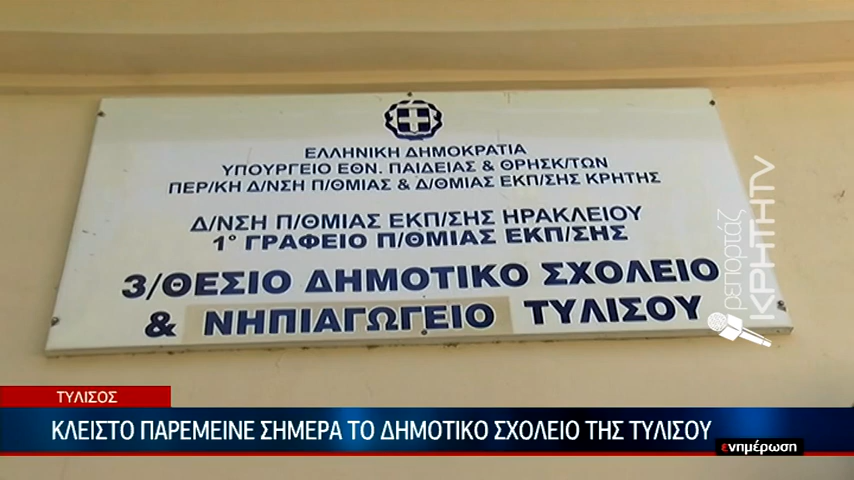 ΕΛΛΗΝΙΚΗ ΔΗΜΟΚΡΑΤΙΑ
ΥΠΟΥΡΓΕΙΟ ΕΘΝ. ΠΑΙΔΕΙΑΣ & ΘΡΗΣΚ/ΤΩΝ
ΠΕΡ/ΚΗ Δ/ΝΣΗ Π/ΘΜΙΑΣ & Δ/ΘΜΙΑΣ ΕΚΠ/ΣΗΣ ΚΡΗΤΗΣ
Δ/ΝΣΗ Π/ΘΜΙΑΣ ΕΚΠ/ΣΗΣ ΗΡΑΚΛΕΙΟΥ
1° ΓΡΑΦΕΙΟ Π/ΘΜΙΑΣ ΕΚΠ/ΣΗΣ
3/ΘΕΣΙΟ ΔΗΜΟΤΙΚΟ ΣΧΟΛΕΙΟ
& ΝΗΠΙΑΓΩΓΕΙΟ ΤΥΛΙΣΟΥ
ρεπορτάζ
ΚΡΗΤΗTV
ΤΥΛΙΣΟΣ
ΚΛΕΙΣΤΟ ΠΑΡΕΜΕΙΝΕ ΣΗΜΕΡΑ ΤΟ ΔΗΜΟΤΙΚΟ ΣΧΟΛΕΙΟ ΤΗΣ ΤΥΛΙΣΟΥ
ενημέρωση